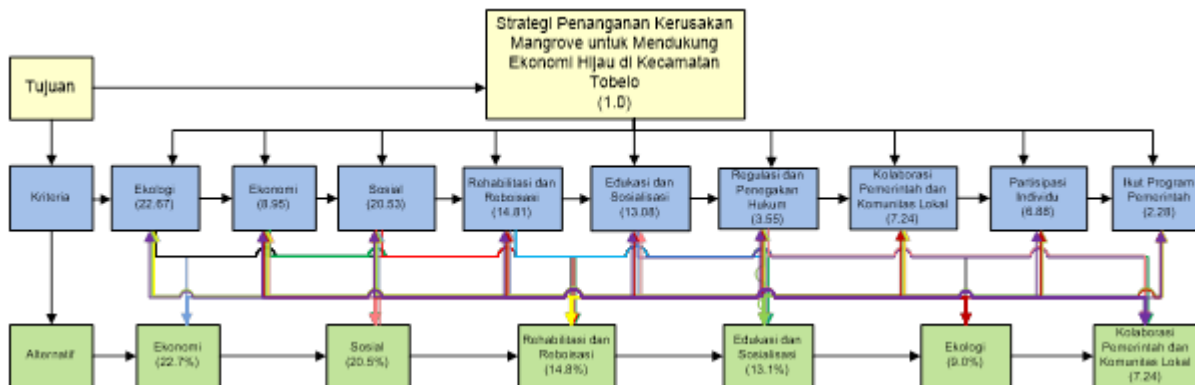 Strategi Penanganan Kerusakan
Mangrove untuk Mendukung
Ekonomi Hijau di Kecamatan
Tobelo
(1.0)
Tujuan
Kriteria
Ekologi
(22.67)
Ekonomi
(8.95)
Sosial
(20.53)
Rehabilitasi dan
Reboisasi
(14.81)
Edukasi dan
Sosialisasi
(13.08)
Regulasi dan
Penegakan
Hukum
(3.55)
Kolaborasi
Pemerintah dan
Komunitas Lokal
(7.24)
Partisipasi
Individu
(6.88)
Ikut Program
Pemerintah
(2.28)
Alternatif
Ekonomi
(22.7%)
Sosial
(20.5%)
Rehabilitasi dan
Reboisasi
(14.8%)
Edukasi dan
Sosialisasi
(13.1%)
Ekologi
(9.0%)
Kolaborasi
Pemerintah dan
Komunitas Lokal
(7.24)